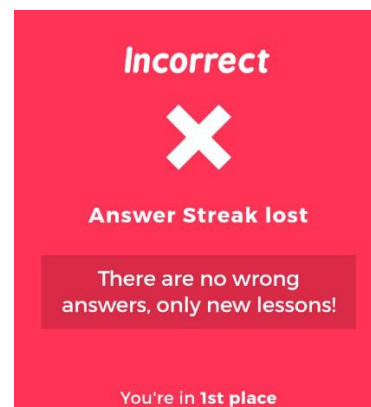 Incorrect
Answer Streak lost
There are no wrong
answers, only new lessons!
You're in 1st place